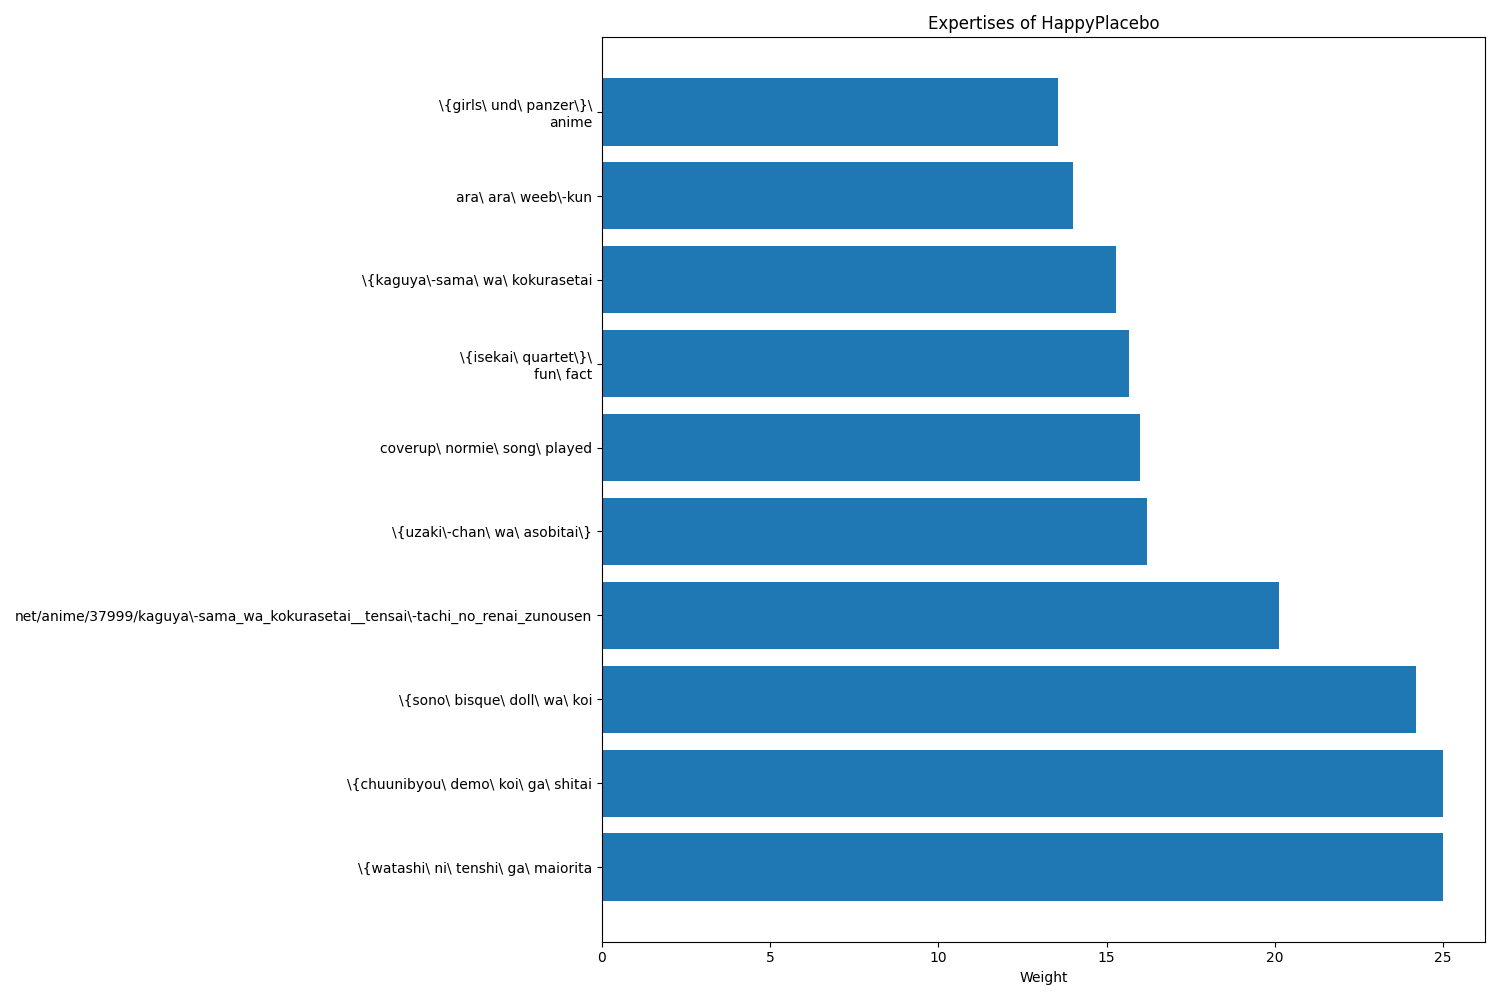 Expertises of HappyPlacebo
\{girls\ und\ panzer\}\
anime
ara\ ara\ weeb\-kun
\{kaguya\-sama\ wa\ kokurasetai
\{isekai\ quartet\}\
fun\ fact
coverup\ normie\ song\ played
\{uzaki\-chan\ wa\ asobitai\}
net/anime/37999/kaguya\-sama_wa_kokurasetai__tensai\-tachi_no_renai_zunousen
\{sono\ bisque\ doll\ wa\ koi
\{chuunibyou\ demo\ koi\ ga\ shitai
\{watashi\ ni\ tenshi\ ga\ maiorita
0 5 10 15 20 25
Weight